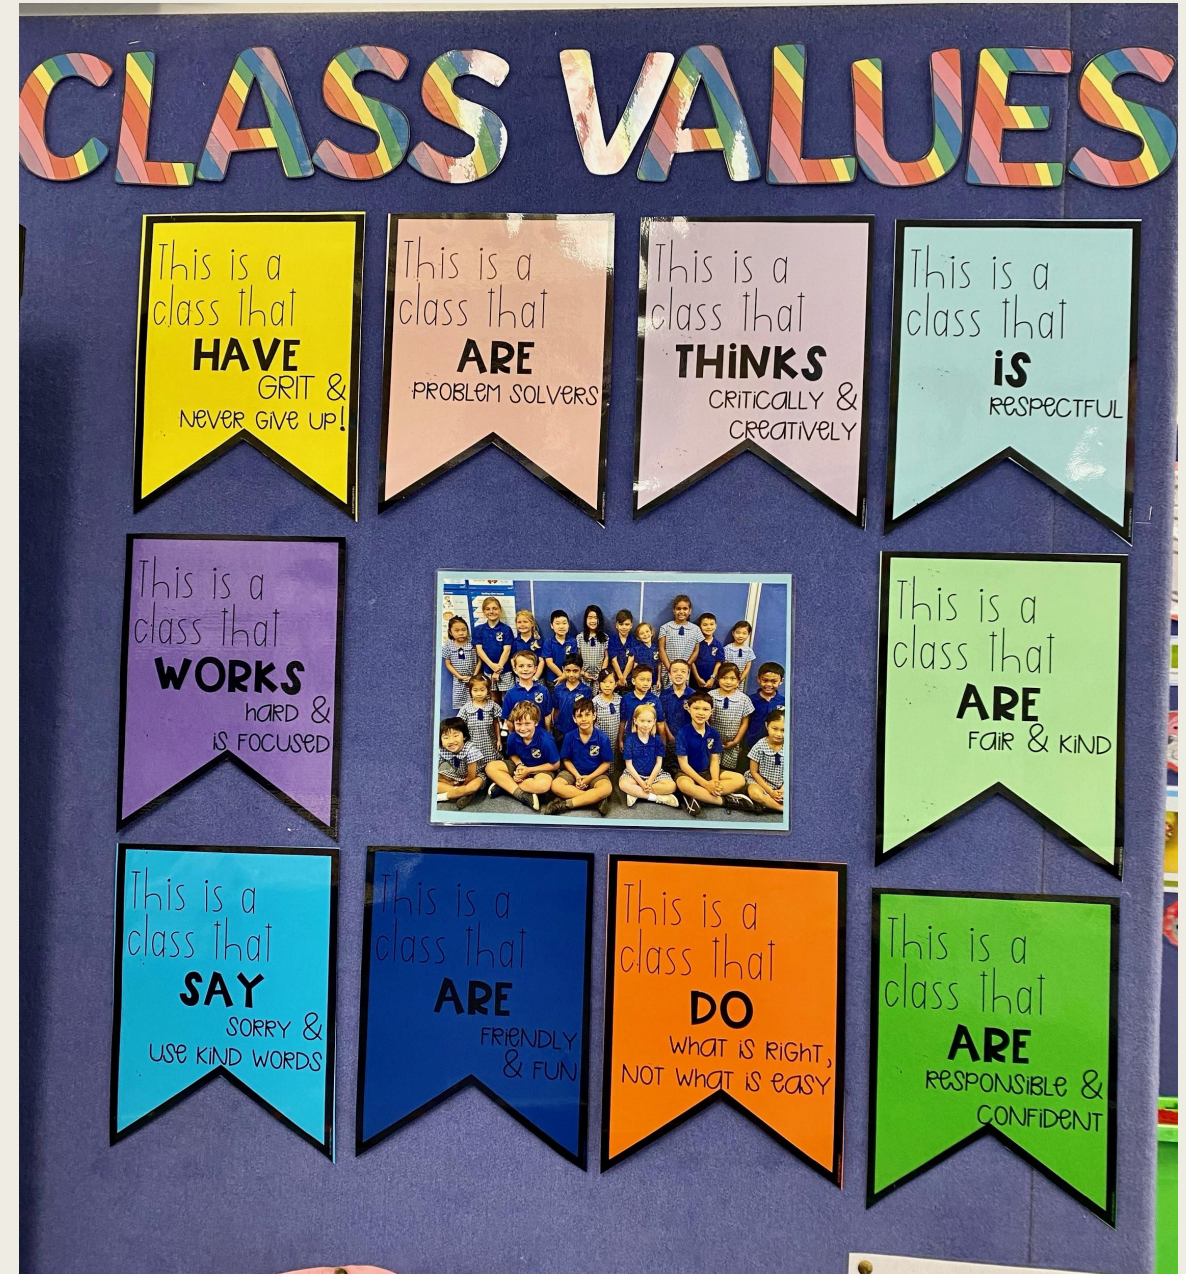 CLASS VALUES
This is a
class that
HAVE
GRIT &
NEVER GIVE UP!
This is a
class that
ARE
PROBLEM SOLVERS
This is a
class that
THiNKS
CRiTiCALLY &
CREATiVELY
This is a
class that
iS
RESPECTFUL
This is a
class that
WORKS
HARD &
iS FOCUSED
This is a
class that
ARE
FAiR & KiND
This is a
class that
SAY
SORRY &
USE KiND WORDS
This is a
class that
ARE
FRiENDLY
& FUN
This is a
class that
DO
WHAT iS RiGHT,
NOT WHAT iS EASY
This is a
class that
ARE
RESPONSiBLE &
CONFiDENT